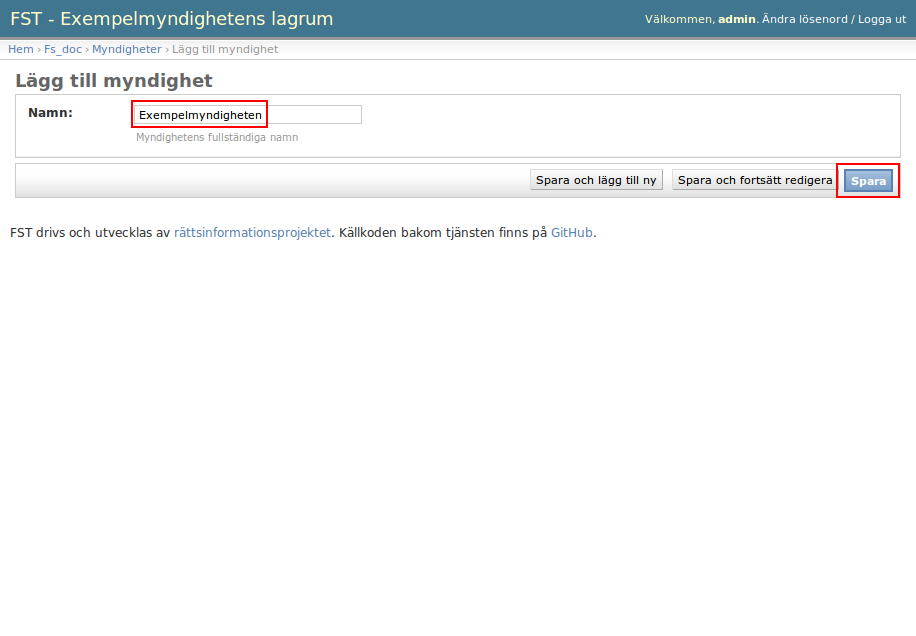 FST - Exempelmyndighetens lagrum
Välkommen, admin. Ändra lösenord / Logga ut
Hem › Fs_doc › Myndigheter › Lägg till myndighet
Lägg till myndighet
Namn: Exempelmyndigheten
Myndighetens fullständiga namn
Spara och lägg till ny Spara och fortsätt redigera Spara
FST drivs och utvecklas av rättsinformationsprojektet. Källkoden bakom tjänsten finns på GitHub.